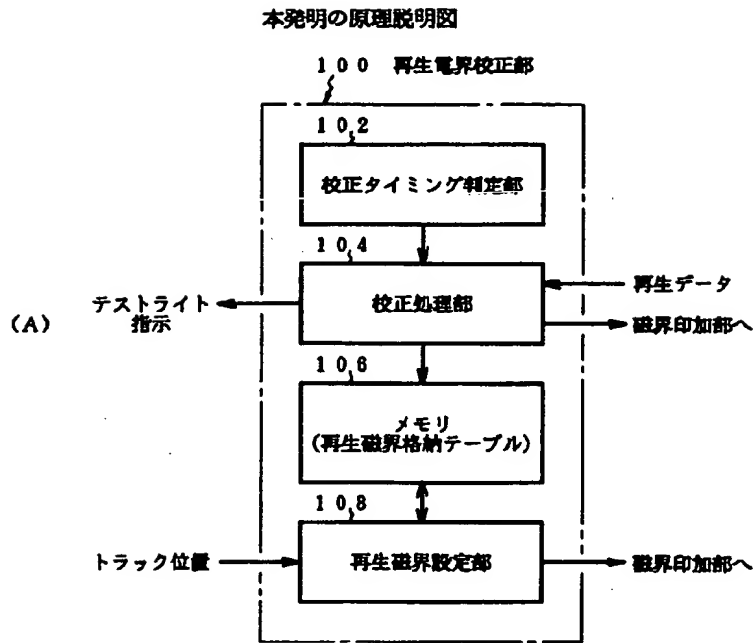 本発明の原理説明図
100 再生電界校正部
102
校正タイミング判定部
104
校正処理部
再生データ
磁界印加部へ
テストライト
指示
(A)
106
メモリ
(再生磁界格納テーブル)
108
トラック位置
再生磁界設定部
磁界印加部へ